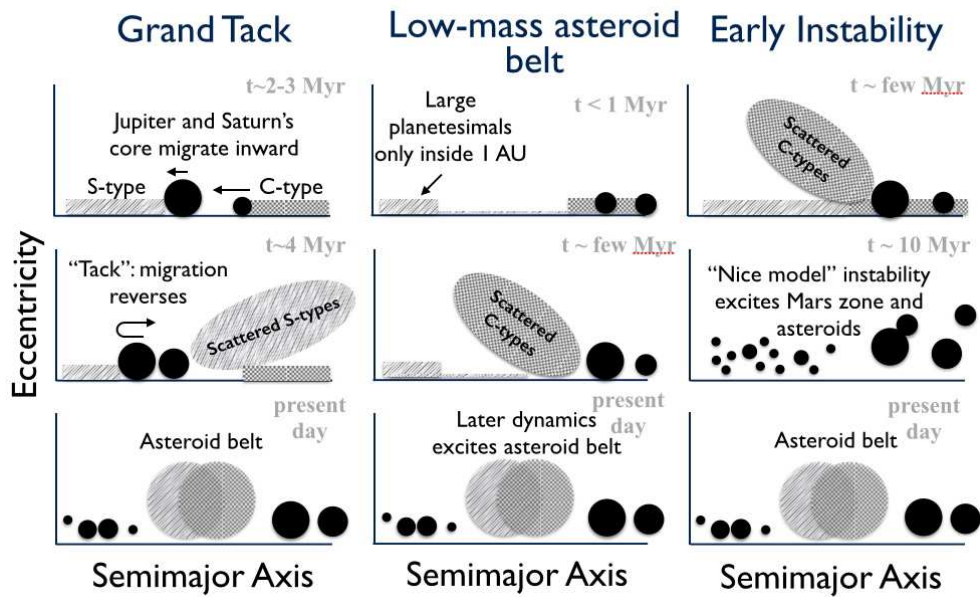 Grand Tack
Low-mass asteroid
belt
Early Instability
t~2-3 Myr
Jupiter and Saturn's
core migrate inward
S-type
C-type
Large
planetesimals
only inside 1 AU
t < 1 Myr
t ~ few Myr
Scattered
C-types
Eccentricity
t~4 Myr
"Tack": migration
reverses
Scattered S-types
t ~ few Myr
Scattered
C-types
t ~ 10 Myr
"Nice model" instability
excites Mars zone and
asteroids
present
day
Asteroid belt
present
day
Later dynamics
excites asteroid belt
present
day
Asteroid belt
Semimajor Axis
Semimajor Axis
Semimajor Axis